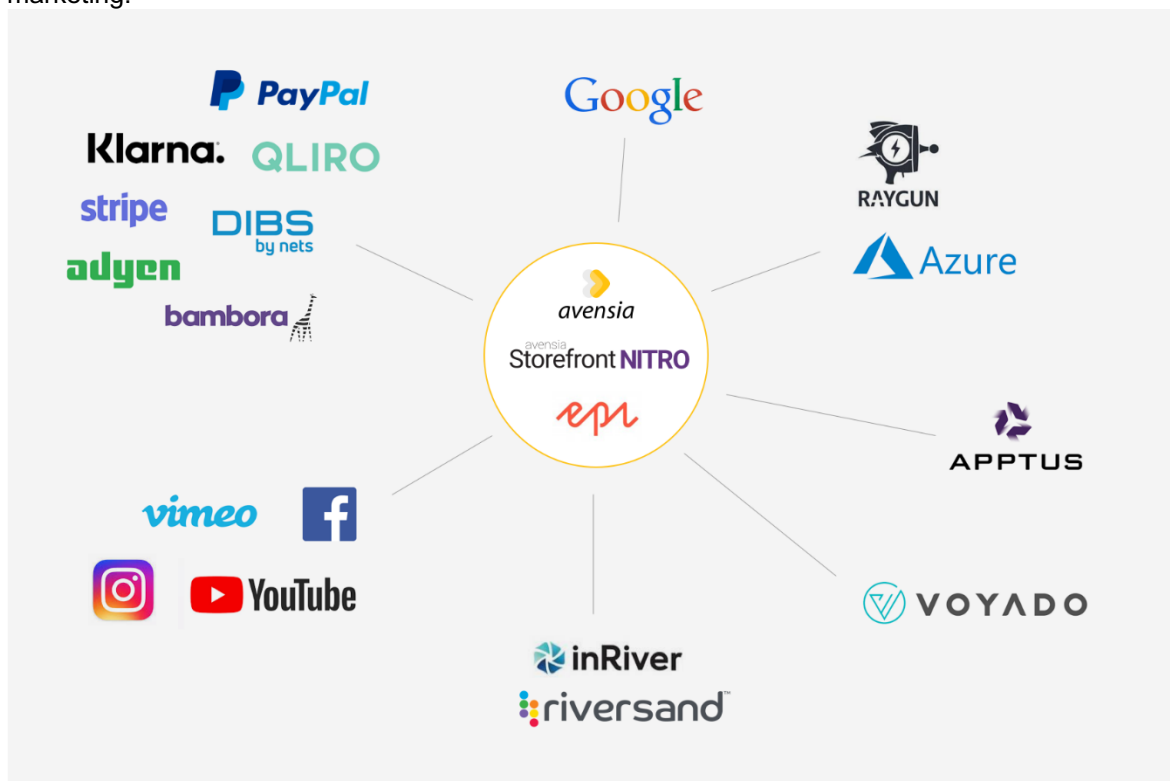 marketing.
PayPal
Google
Klarna.
QLIRO
RAYGUN
stripe
DIBS
by nets
Azure
adyen
bambora
avensia
avensia
Storefront NITRO
epi
APPTUS
vimeo
f
YouTube
VOYADO
inRiver
riversand™